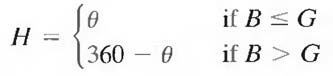 H = { θ if B ≤ G
360 − θ if B > G